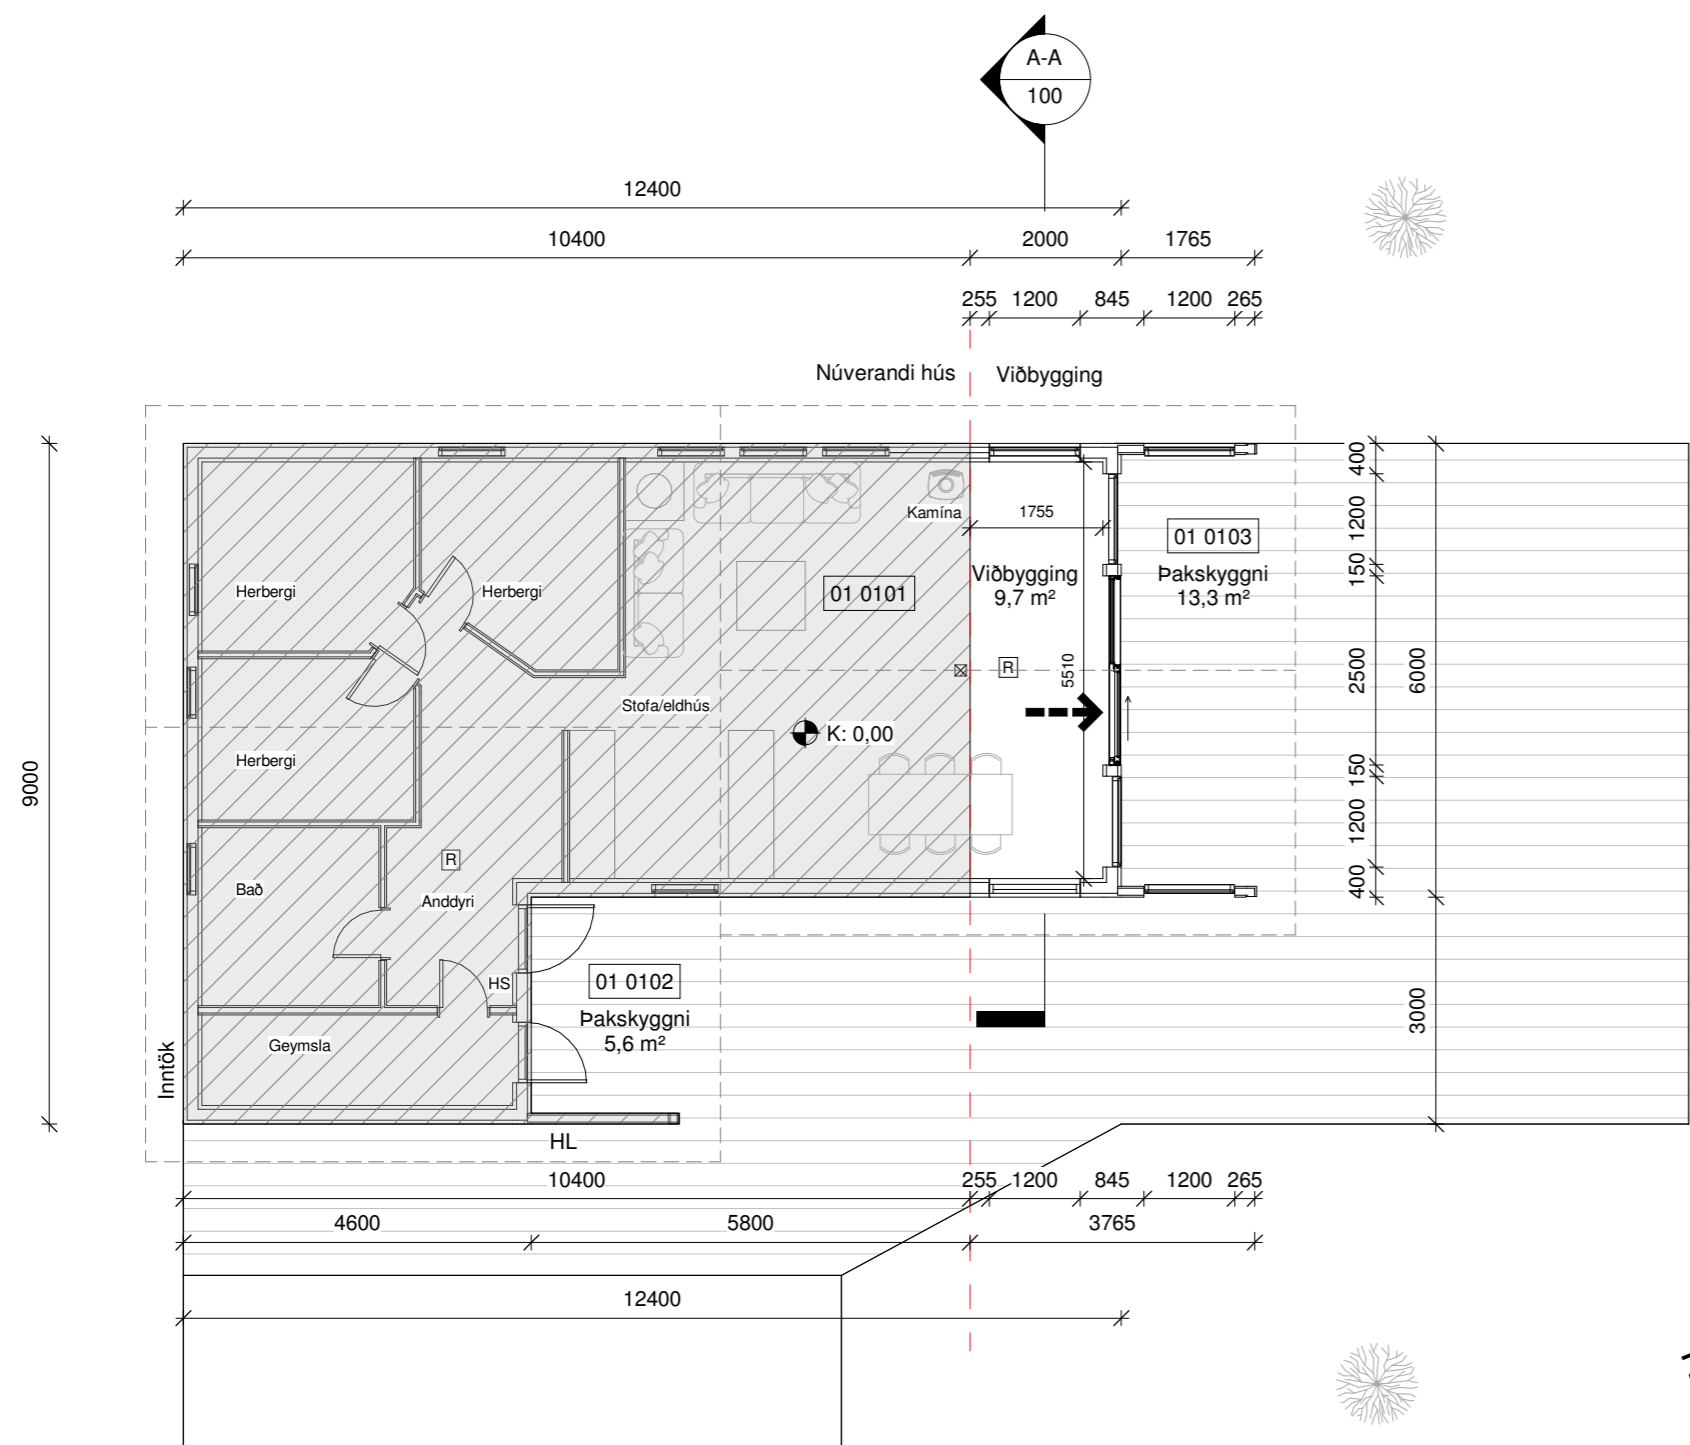 A-A
100
12400
10400
2000
1765
255
1200
845
1200
265
Núverandi hús
Viðbygging
Kamína
1755
01 0103
Þakskyggni
13,3 m²
Viðbygging
9,7 m²
01 0101
Herbergi
Herbergi
Stofa/eldhús
R
5510
K: 0,00
Herbergi
R
Bað
Anddyri
HS
01 0102
Þakskyggni
5,6 m²
Geymsla
Inntök
HL
9000
400
1200
150
2500
150
1200
400
6000
3000
10400
255
1200
845
1200
265
4600
5800
3765
12400